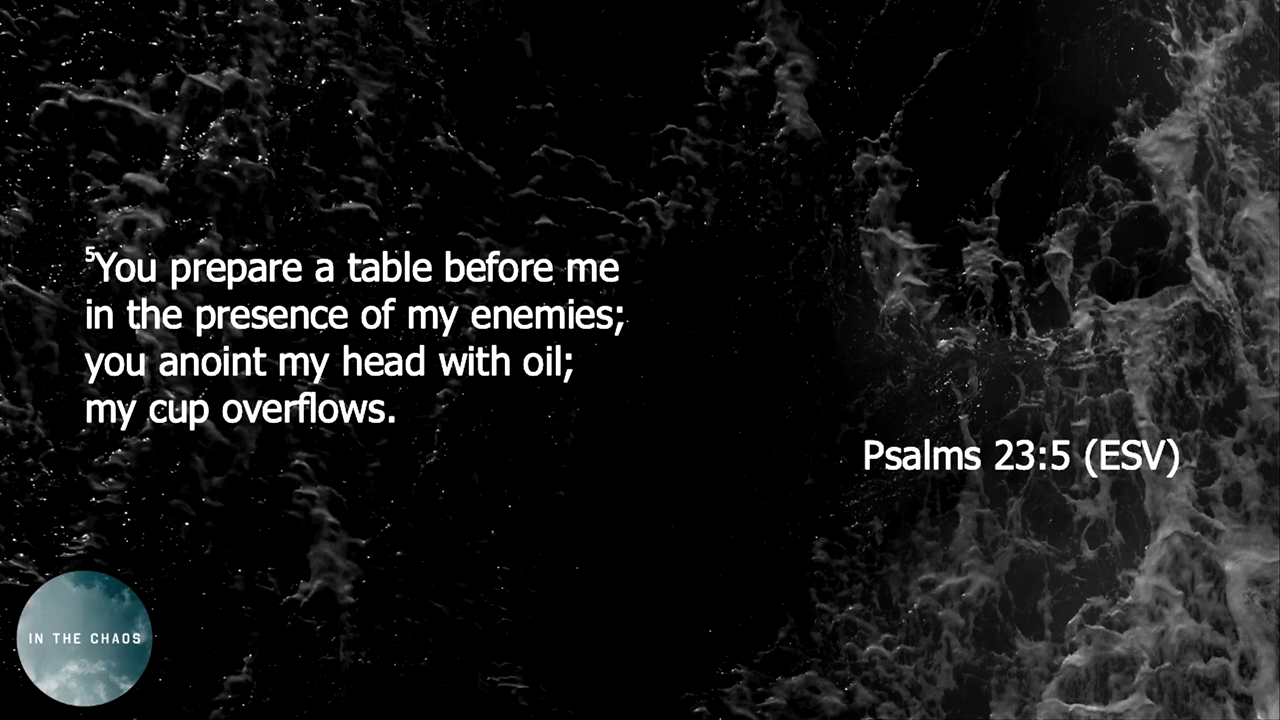 ⁵You prepare a table before me
in the presence of my enemies;
you anoint my head with oil;
my cup overflows.
Psalms 23:5 (ESV)
IN THE CHAOS